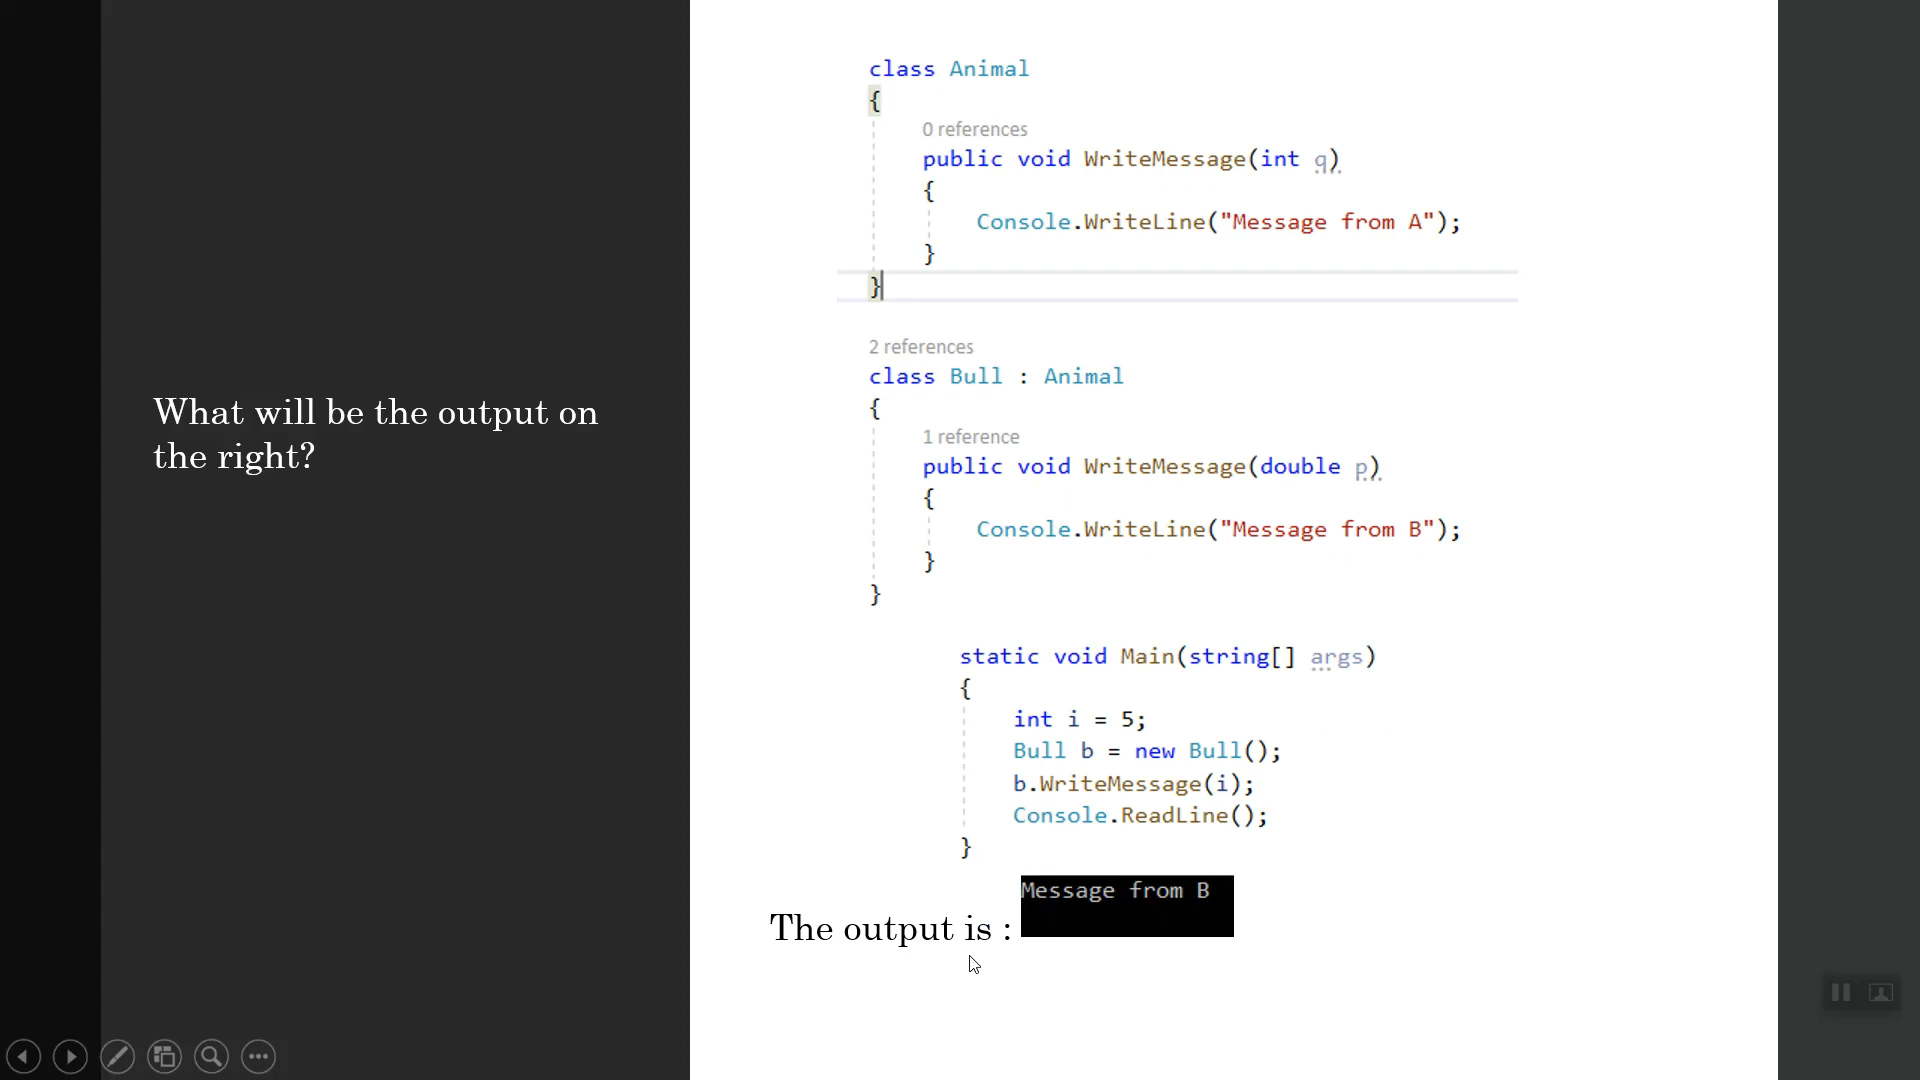 What will be the output on
the right?
class Animal
{
0 references
public void WriteMessage(int q)
{
Console.WriteLine("Message from A");
}
}
2 references
class Bull : Animal
{
1 reference
public void WriteMessage(double p)
{
Console.WriteLine("Message from B");
}
}
static void Main(string[] args)
{
int i = 5;
Bull b = new Bull();
b.WriteMessage(i);
Console.ReadLine();
}
The output is :
Message from B